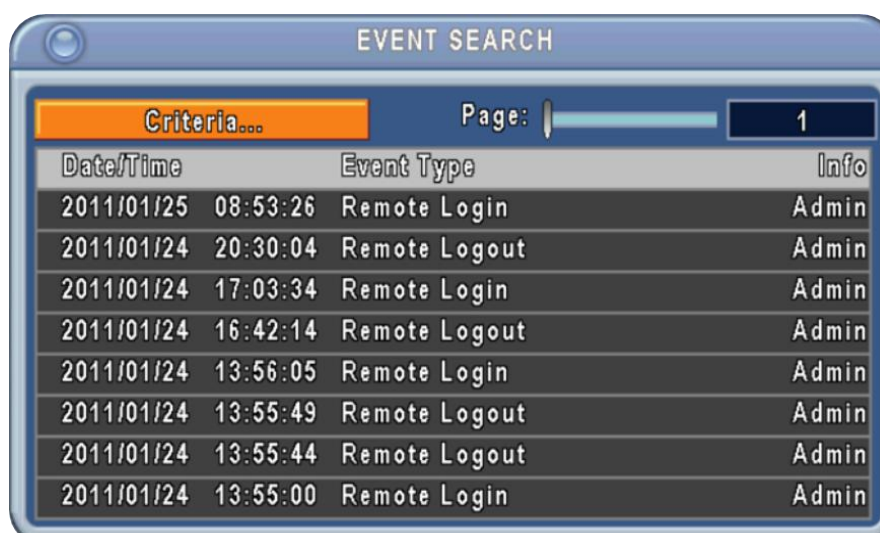 EVENT SEARCH
Criteria... Page: 1
Date/Time Event Type Info
2011/01/25 08:53:26 Remote Login Admin
2011/01/24 20:30:04 Remote Logout Admin
2011/01/24 17:03:34 Remote Login Admin
2011/01/24 16:42:14 Remote Logout Admin
2011/01/24 13:56:05 Remote Login Admin
2011/01/24 13:55:49 Remote Logout Admin
2011/01/24 13:55:44 Remote Logout Admin
2011/01/24 13:55:00 Remote Login Admin